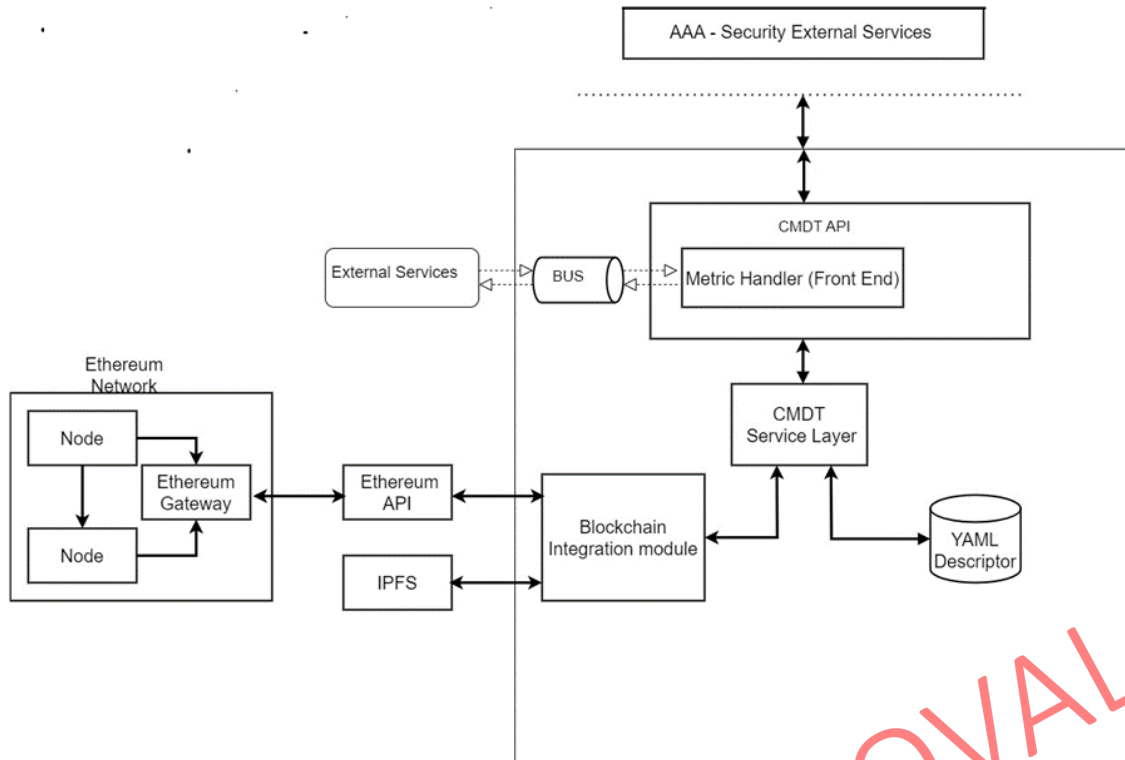 AAA - Security External Services
CMDT API
External Services
BUS
Metric Handler (Front End)
Ethereum
Network
CMDT
Service Layer
Node
Ethereum
Gateway
Ethereum
API
Blockchain
Integration module
YAML
Descriptor
Node
IPFS
OVAL